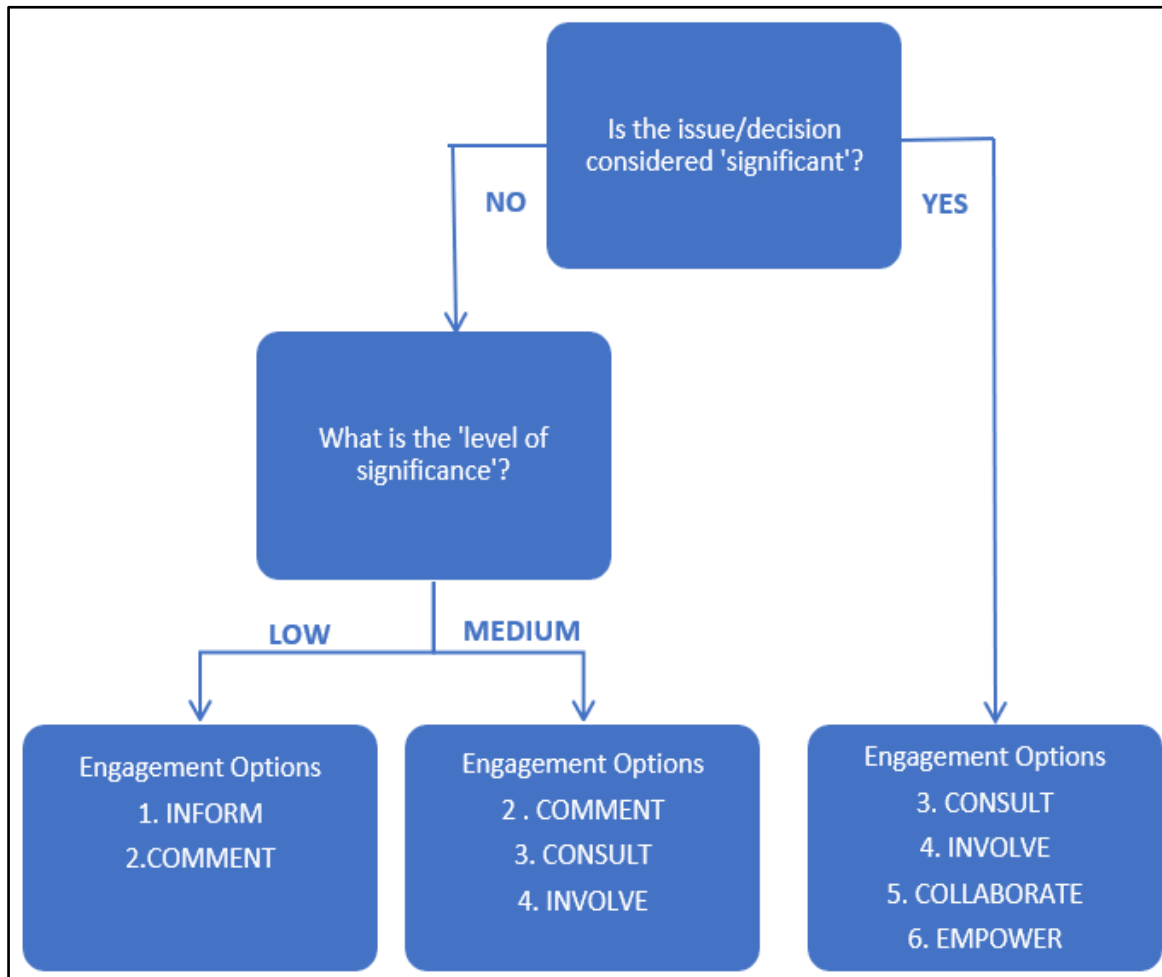 Is the issue/decision
considered 'significant'?
NO
YES
What is the 'level of
significance'?
LOW
MEDIUM
Engagement Options
1. INFORM
2.COMMENT
Engagement Options
2 . COMMENT
3. CONSULT
4. INVOLVE
Engagement Options
3. CONSULT
4. INVOLVE
5. COLLABORATE
6. EMPOWER